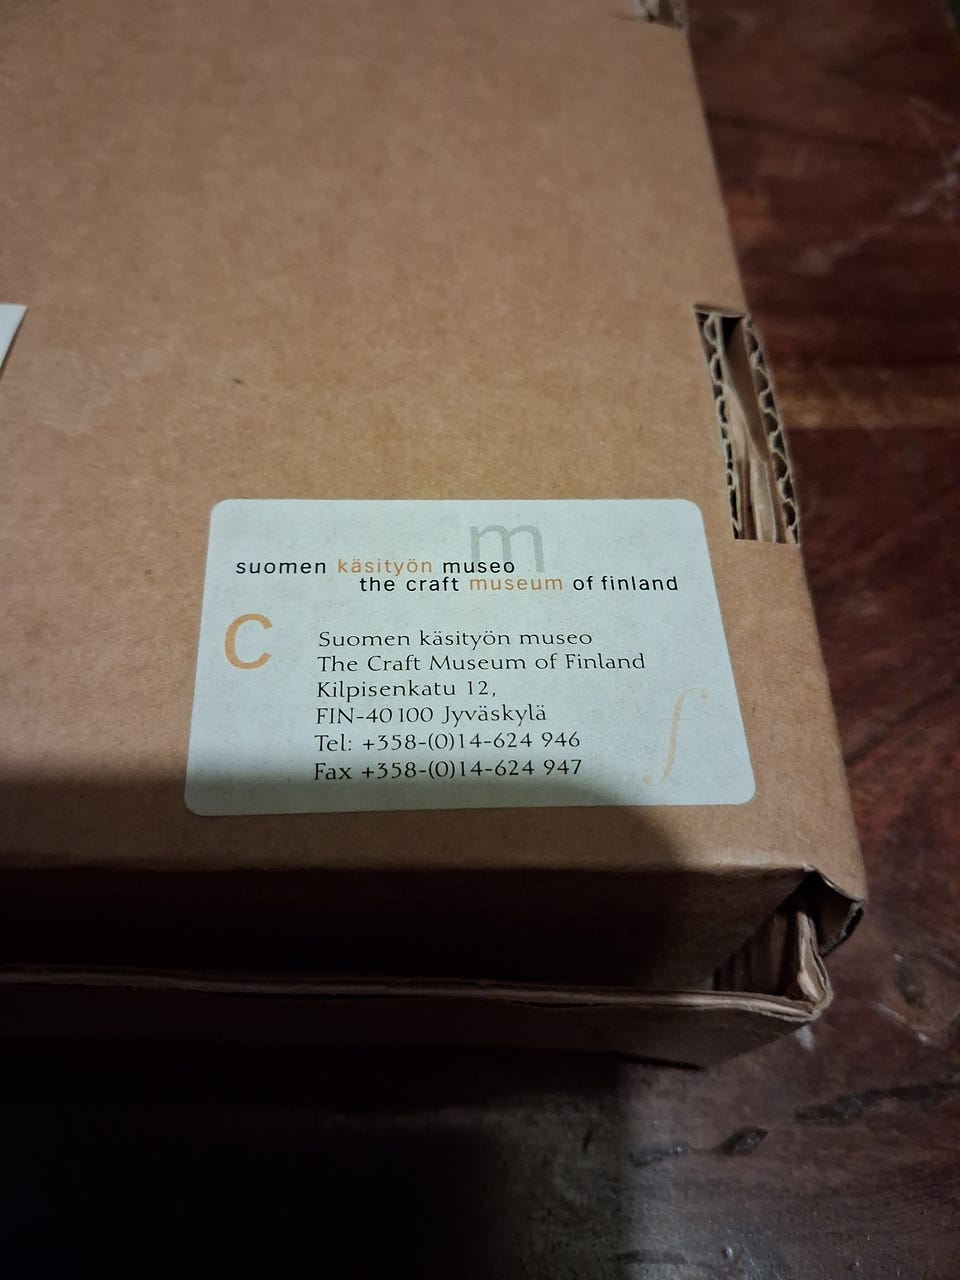 m
suomen käsityön museo
the craft museum of finland
c
Suomen käsityön museo
The Craft Museum of Finland
Kilpisenkatu 12,
FIN-40100 Jyväskylä
Tel: +358-(0)14-624 946
Fax +358-(0)14-624 947
f